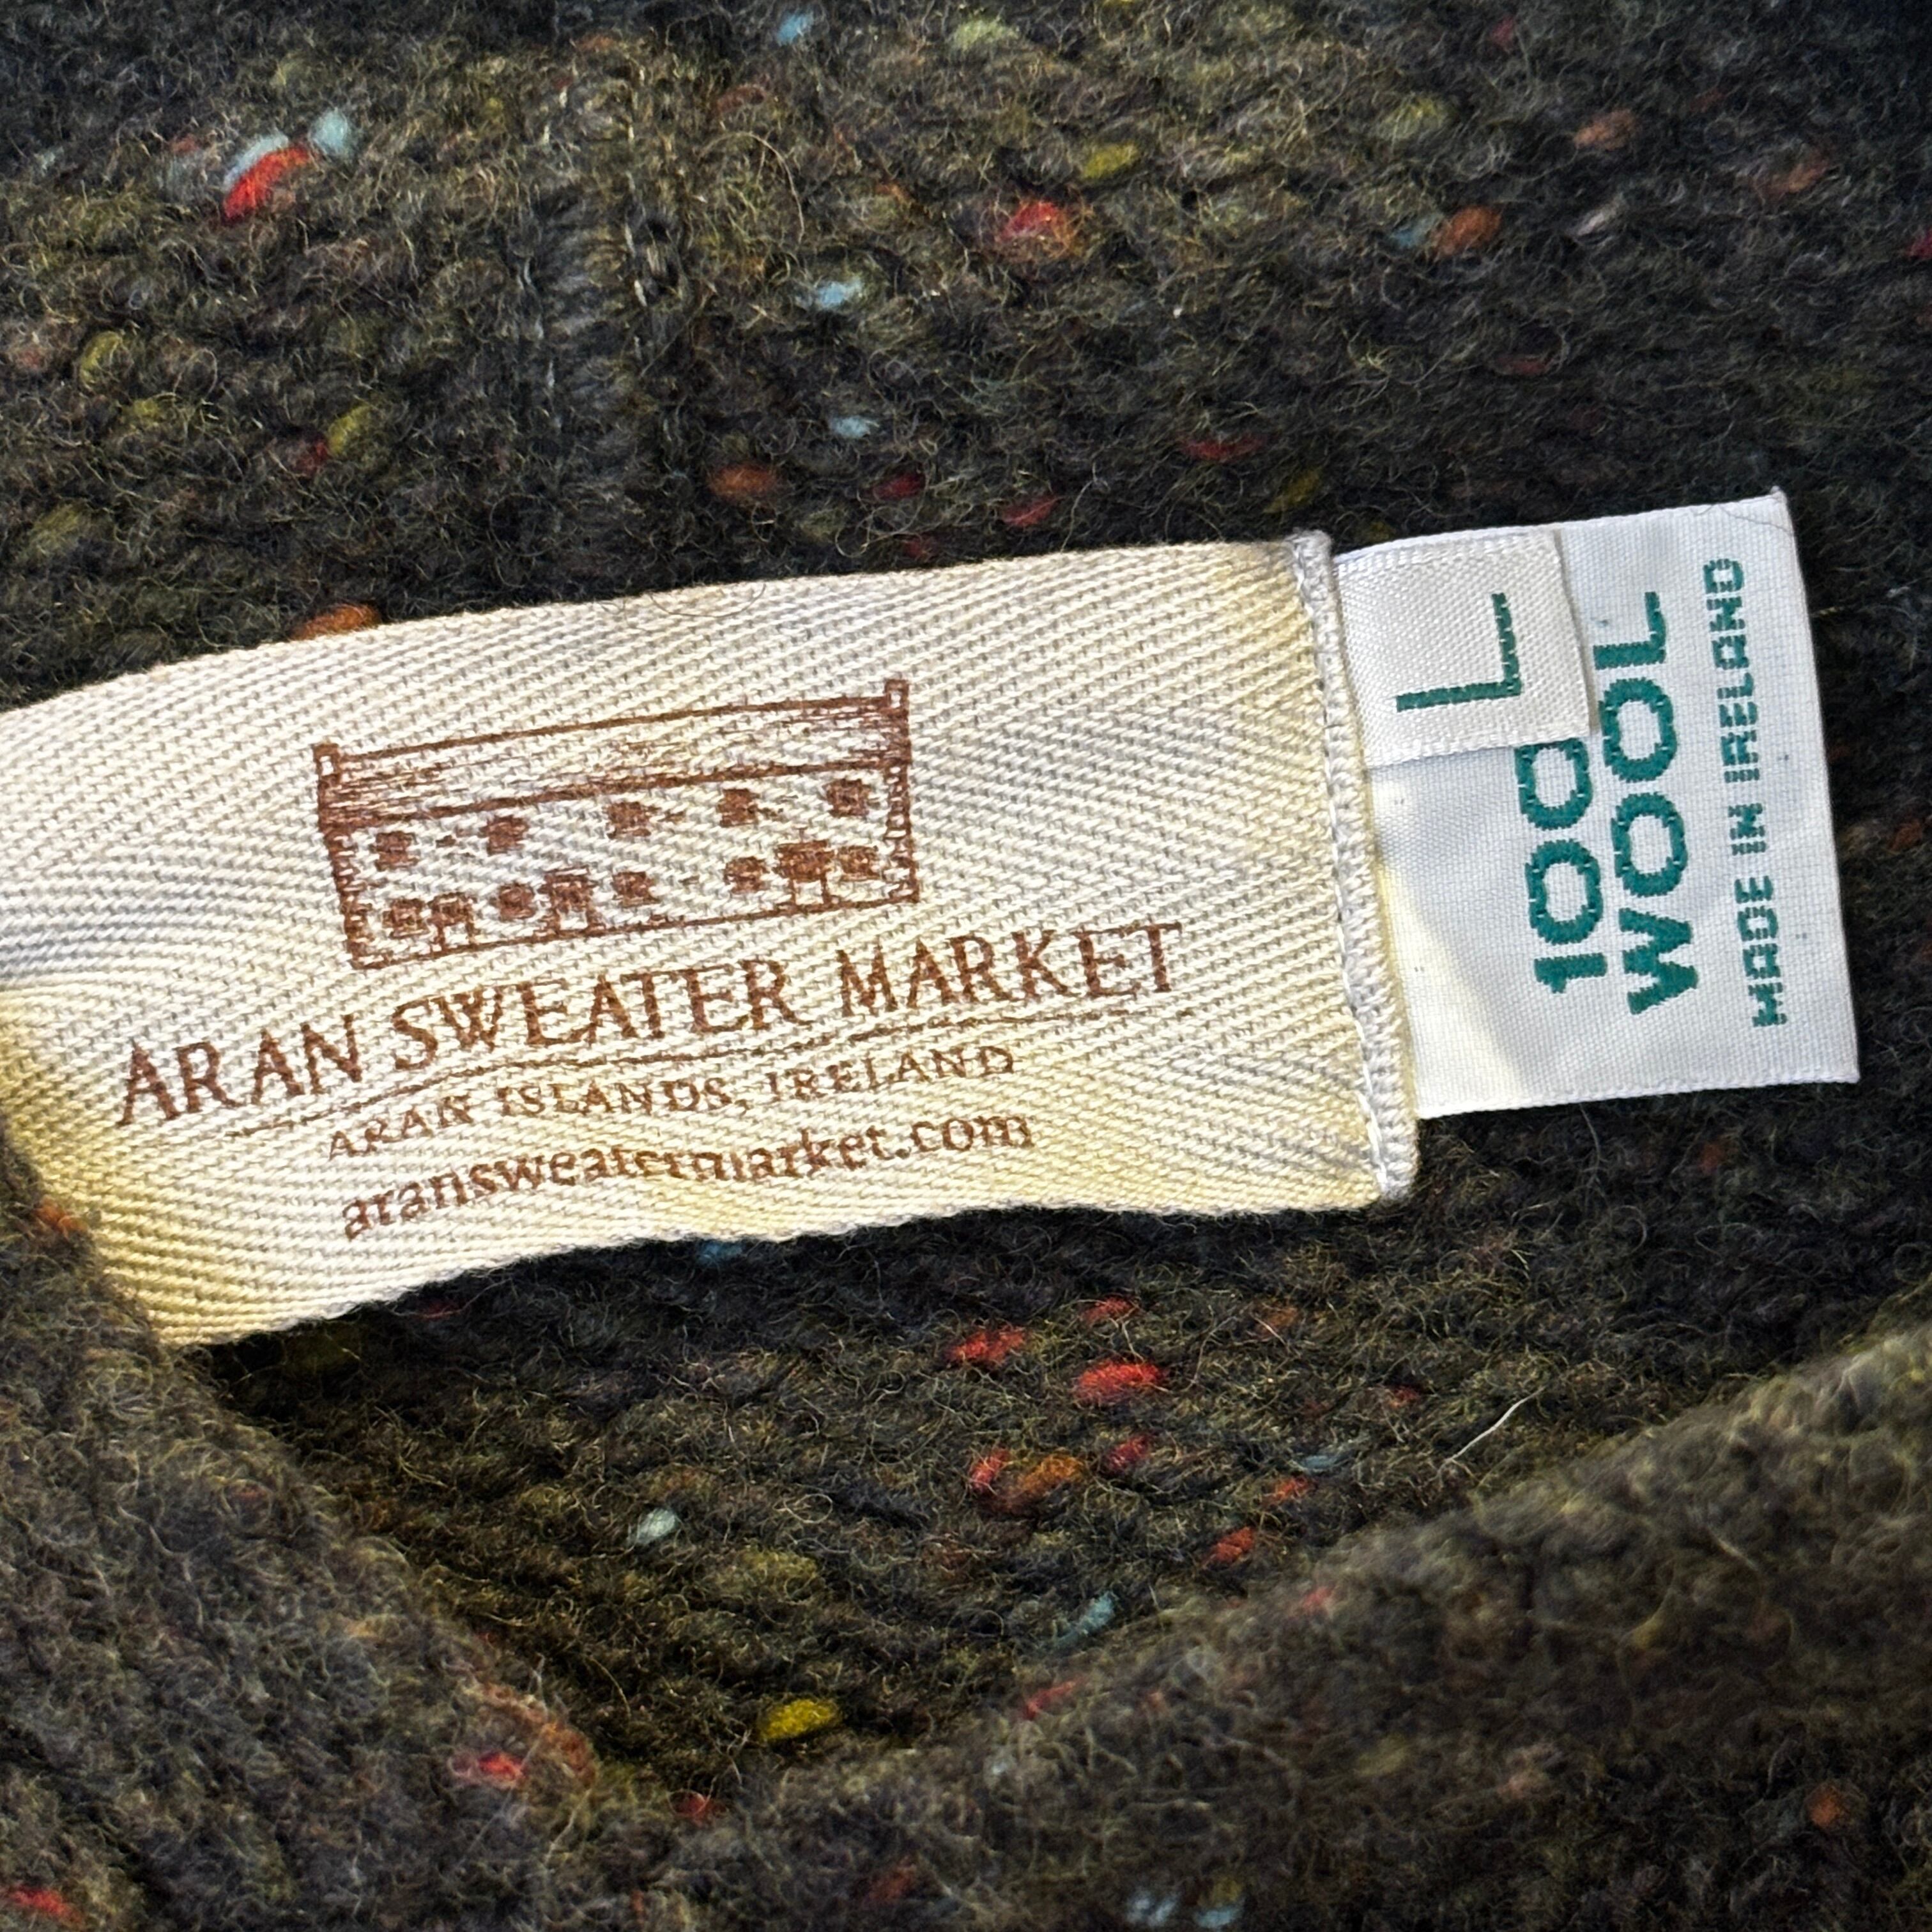 ARAN SWEATER MARKET
ARAN ISLANDS, IRELAND
aransweatermarket.com
L
100
WOOL
MADE IN IRELAND